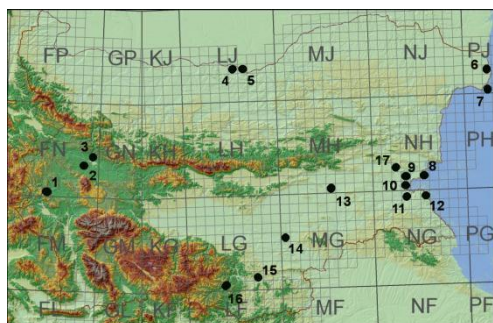 FP GP KJ LJ MJ NJ PJ
6
4 5
7
3 PH
FN GN KH LH MH NH
17 9 8
2
1 10
13
11 12
14
FM GM KG LG MG NG PG
15
16
FL GL KF LF MF NF PF